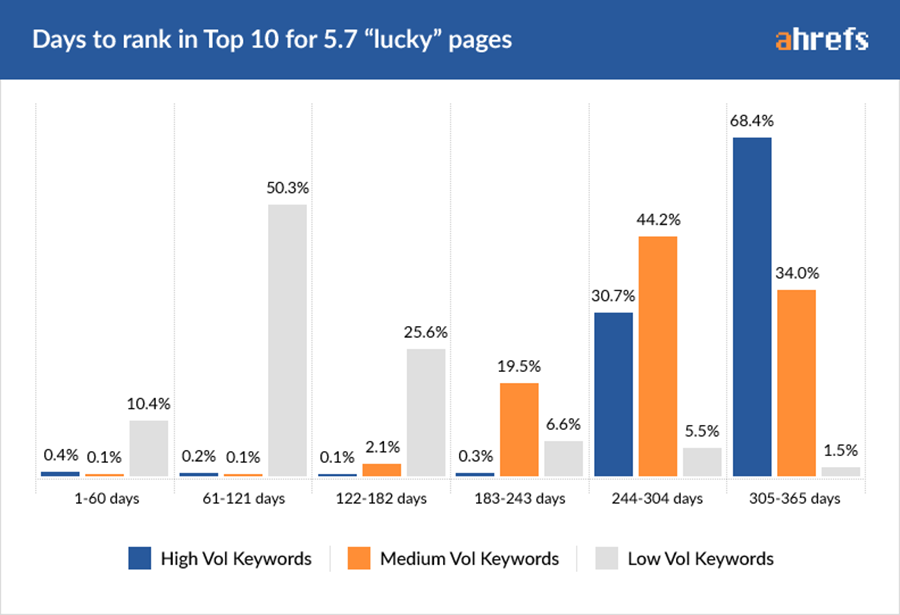 Days to rank in Top 10 for 5.7 “lucky” pages
ahrefs
0.4% 0.1% 10.4%
0.2% 0.1% 50.3%
0.1% 2.1% 25.6%
0.3% 19.5% 6.6%
30.7% 44.2% 5.5%
68.4% 34.0% 1.5%
1-60 days 61-121 days 122-182 days 183-243 days 244-304 days 305-365 days
High Vol Keywords Medium Vol Keywords Low Vol Keywords